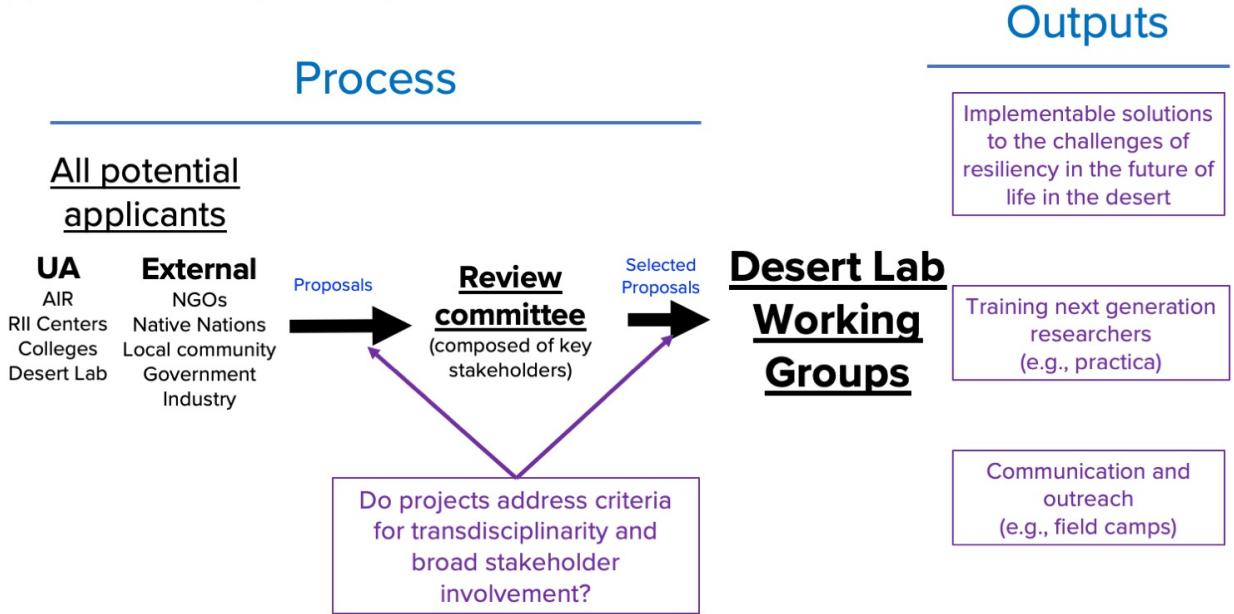 Process
Outputs
All potential
applicants
UA
AIR
RII Centers
Colleges
Desert Lab
External
NGOs
Native Nations
Local community
Government
Industry
Proposals
Review
committee
(composed of key
stakeholders)
Selected
Proposals
Desert Lab
Working
Groups
Do projects address criteria
for transdisciplinarity and
broad stakeholder
involvement?
Implementable solutions
to the challenges of
resiliency in the future of
life in the desert
Training next generation
researchers
(e.g., practica)
Communication and
outreach
(e.g., field camps)